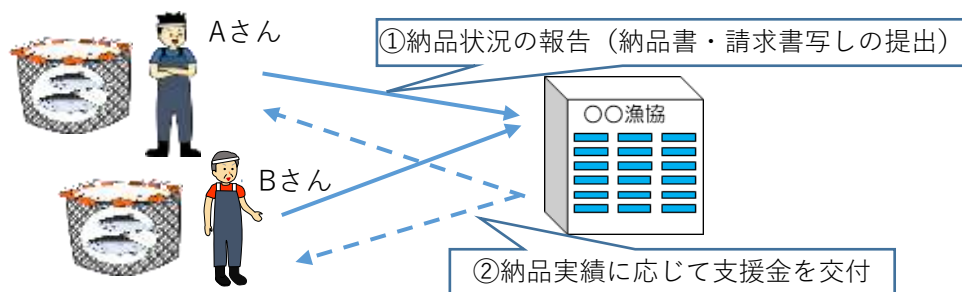 Aさん
①納品状況の報告（納品書・請求書写しの提出）
〇〇漁協
Bさん
②納品実績に応じて支援金を交付